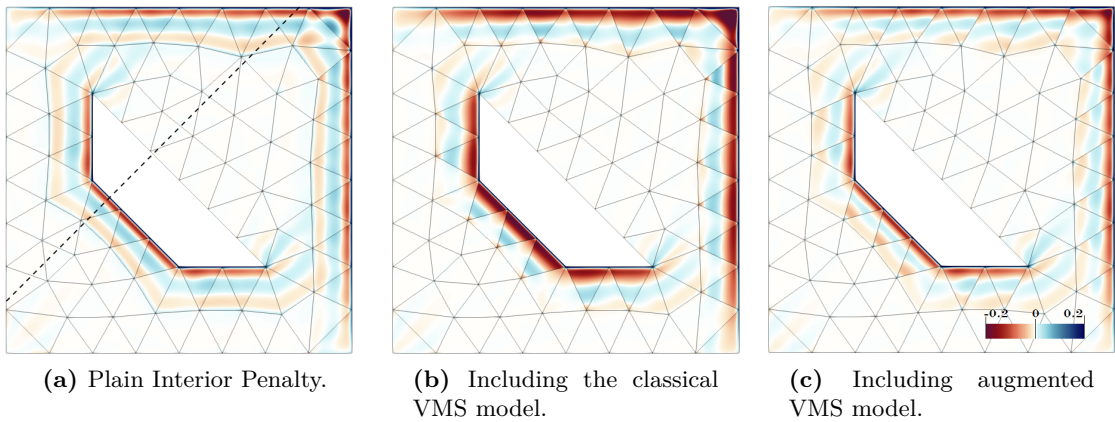 -0.2 0 0.2
(a) Plain Interior Penalty.
(b) Including the classical
VMS model.
(c) Including augmented
VMS model.